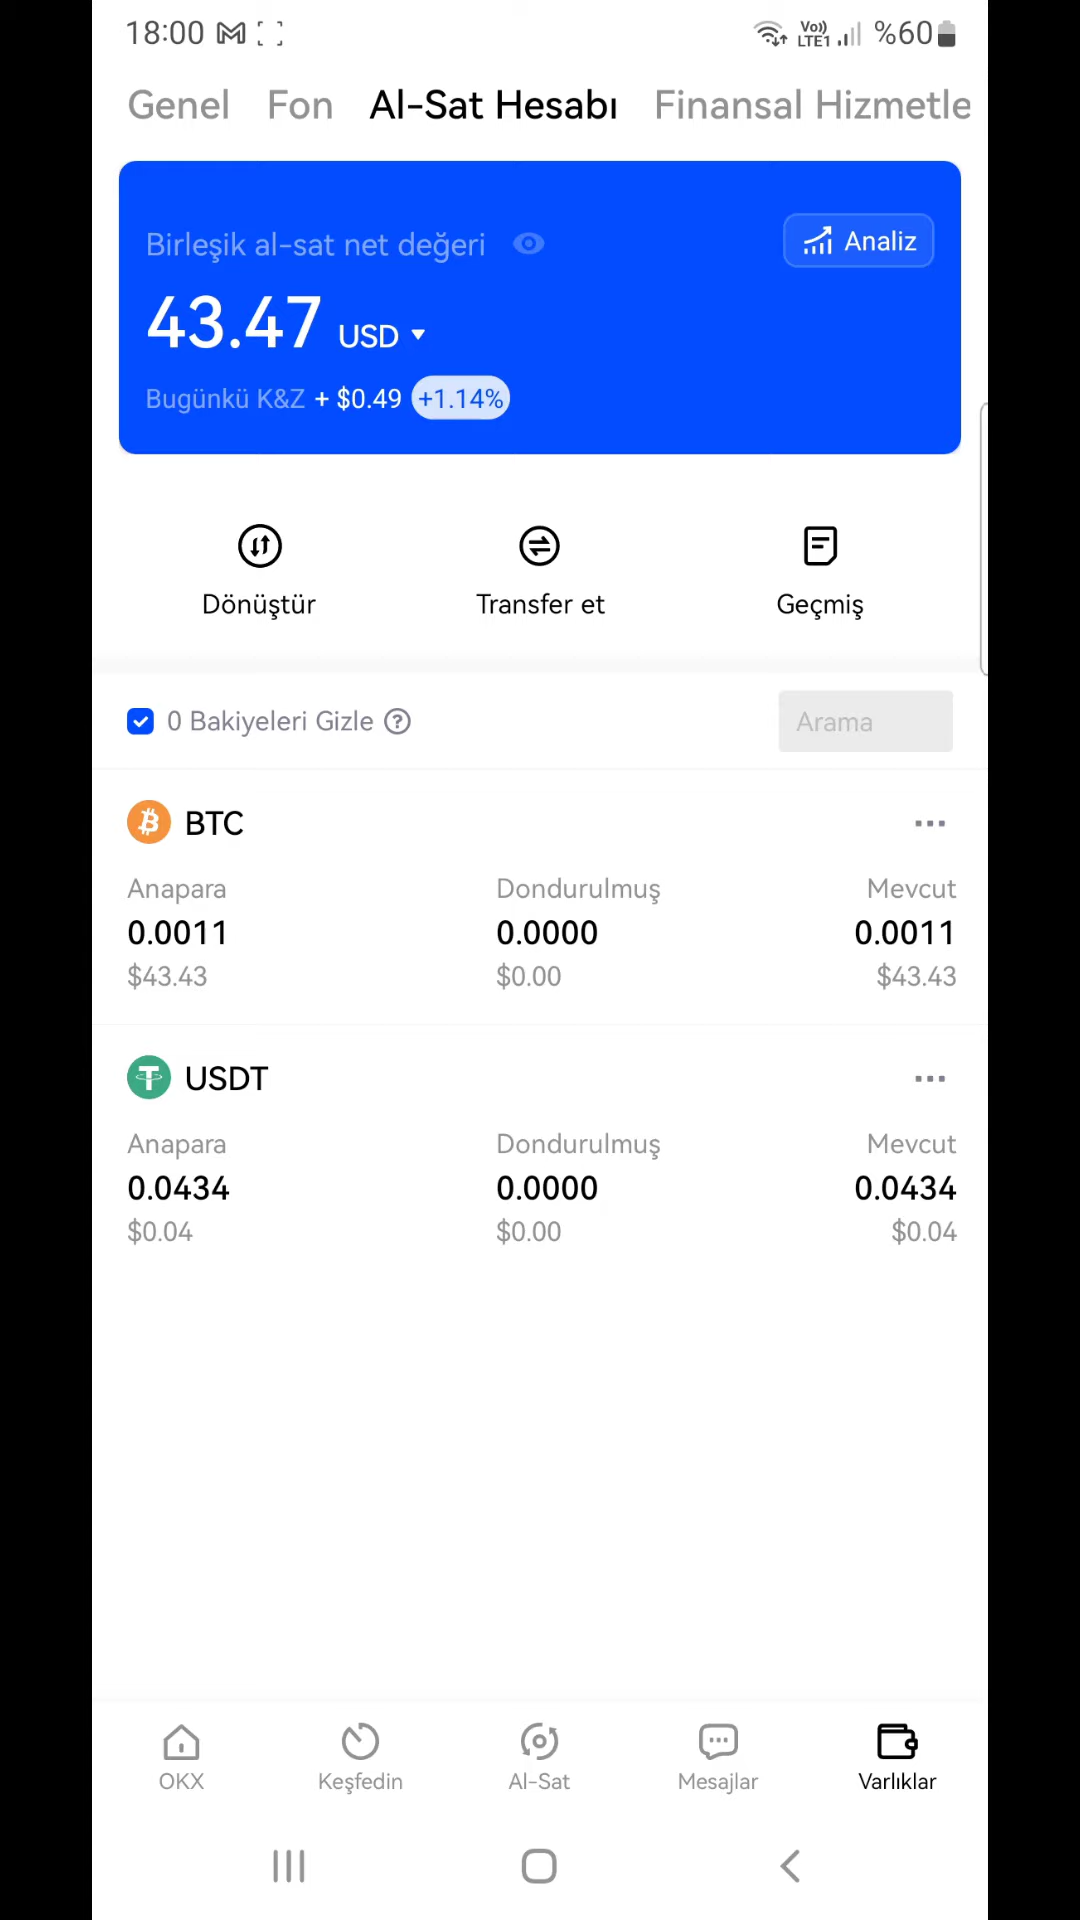 18:00 Vo)) LTE1 %60
Genel Fon Al-Sat Hesabı Finansal Hizmetle
Birleşik al-sat net değeri Analiz
43.47 USD
Bugünkü K&Z + $0.49 +1.14%
Dönüştür Transfer et Geçmiş
0 Bakiyeleri Gizle ? Arama
BTC
Anapara Dondurulmuş Mevcut
0.0011 0.0000 0.0011
$43.43 $0.00 $43.43
USDT
Anapara Dondurulmuş Mevcut
0.0434 0.0000 0.0434
$0.04 $0.00 $0.04
OKX Keşfedin Al-Sat Mesajlar Varlıklar